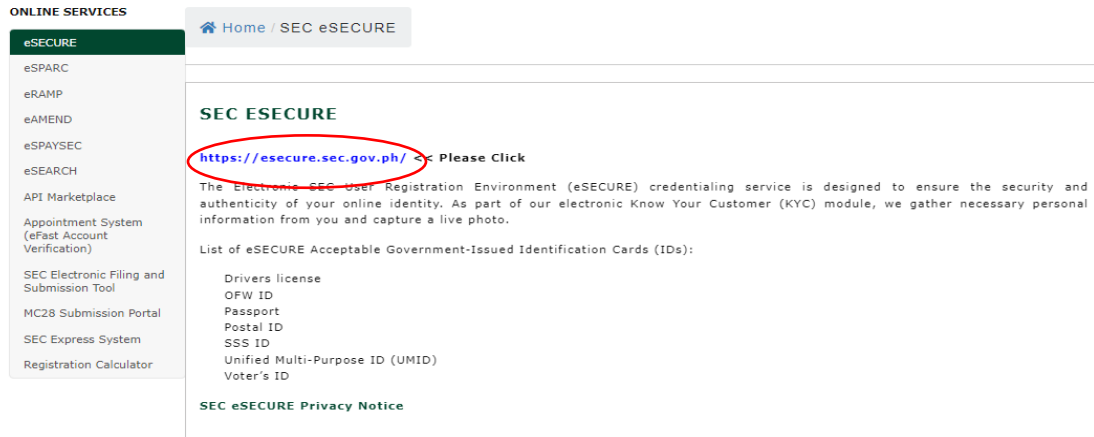 ONLINE SERVICES
eSECURE
eSPARC
eRAMP
eAMEND
eSPAYSEC
eSEARCH
API Marketplace
Appointment System
(eFast Account
Verification)
SEC Electronic Filing and
Submission Tool
MC28 Submission Portal
SEC Express System
Registration Calculator
Home / SEC eSECURE
SEC ESECURE
https://esecure.sec.gov.ph/ << Please Click
The Electronic SEC User Registration Environment (eSECURE) credentialing service is designed to ensure the security and
authenticity of your online identity. As part of our electronic Know Your Customer (KYC) module, we gather necessary personal
information from you and capture a live photo.
List of eSECURE Acceptable Government-Issued Identification Cards (IDs):
Drivers license
OFW ID
Passport
Postal ID
SSS ID
Unified Multi-Purpose ID (UMID)
Voter's ID
SEC eSECURE Privacy Notice